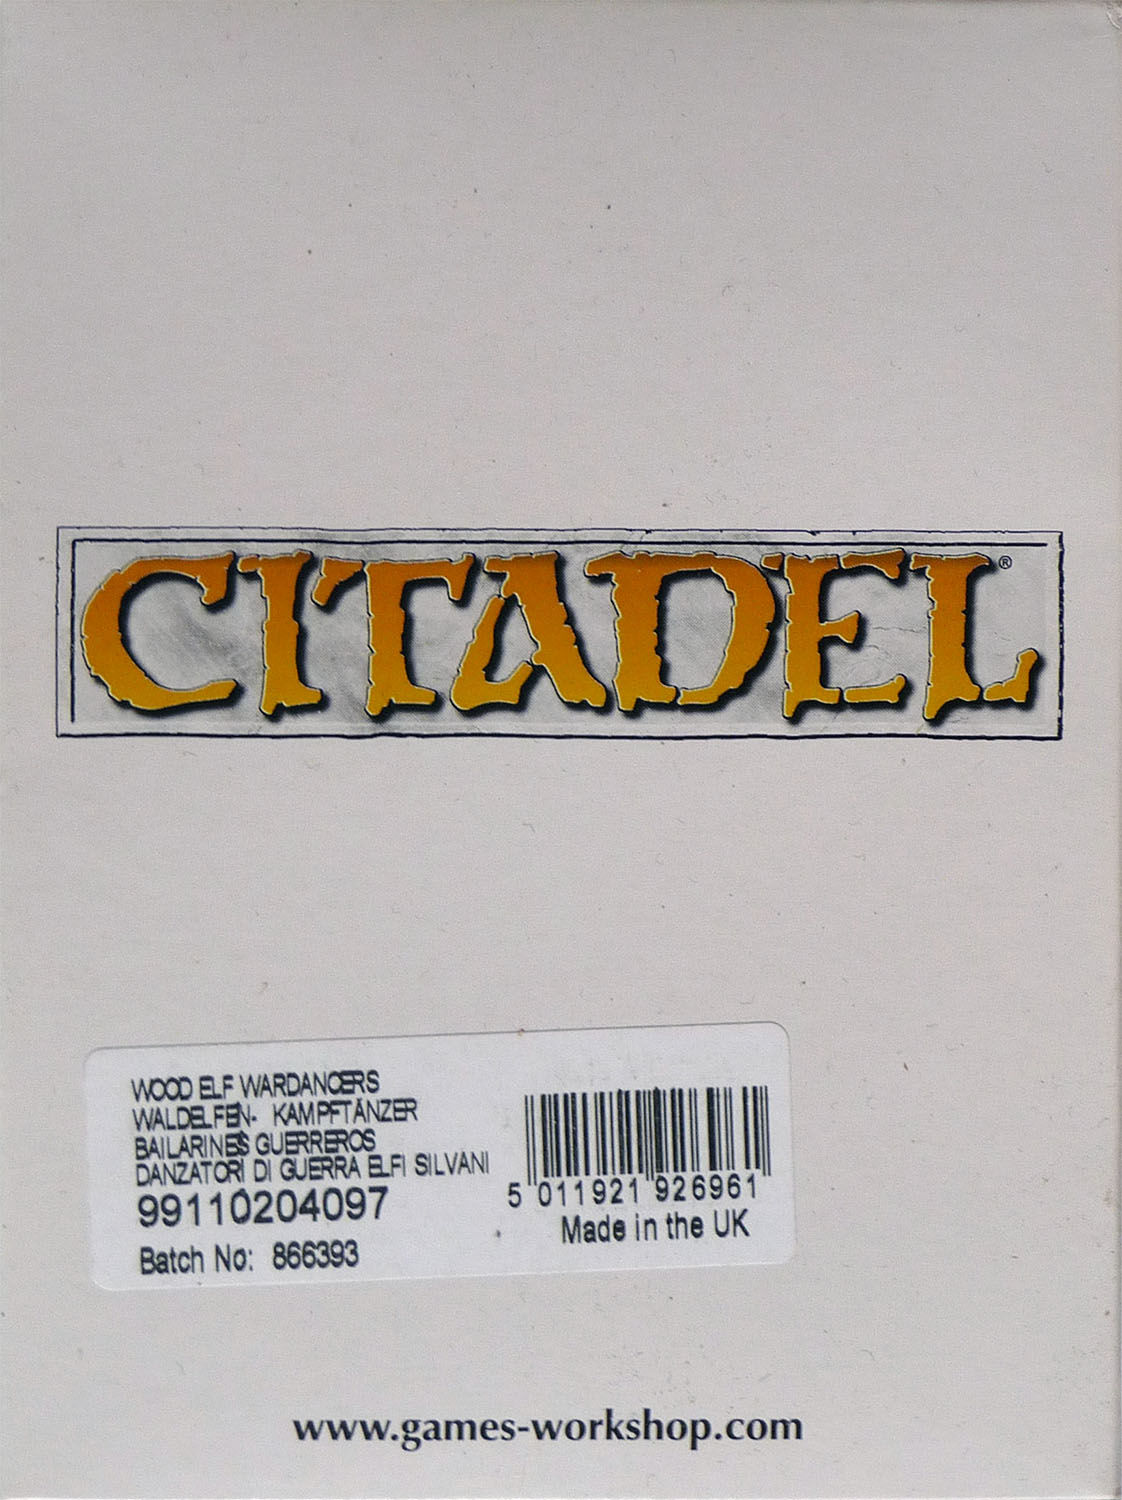 CITADEL®
WOOD ELF WARDANCERS
WALDELFEN- KAMPFTÄNZER
BAILARINES GUERREROS
DANZATORI DI GUERRA ELFI SILVANI
99110204097
Batch No: 866393
5 011921 926961
Made in the UK
www.games-workshop.com